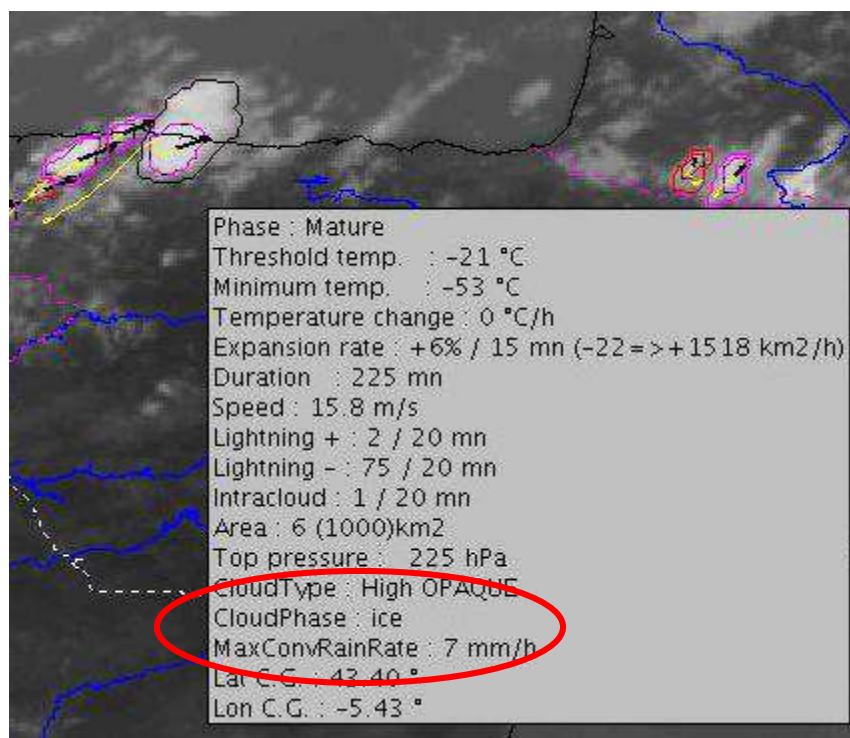 Phase : Mature
Threshold temp. : -21 °C
Minimum temp. : -53 °C
Temperature change : 0 °C/h
Expansion rate : +6% / 15 mn (-22=>+1518 km2/h)
Duration : 225 mn
Speed : 15.8 m/s
Lightning + : 2 / 20 mn
Lightning - : 75 / 20 mn
Intracloud : 1 / 20 mn
Area : 6 (1000)km2
Top pressure : 225 hPa
CloudType : High OPAQUE
CloudPhase : ice
MaxConvRainRate : 7 mm/h
Lat C.G. : 43.40 °
Lon C.G. : -5.43 °